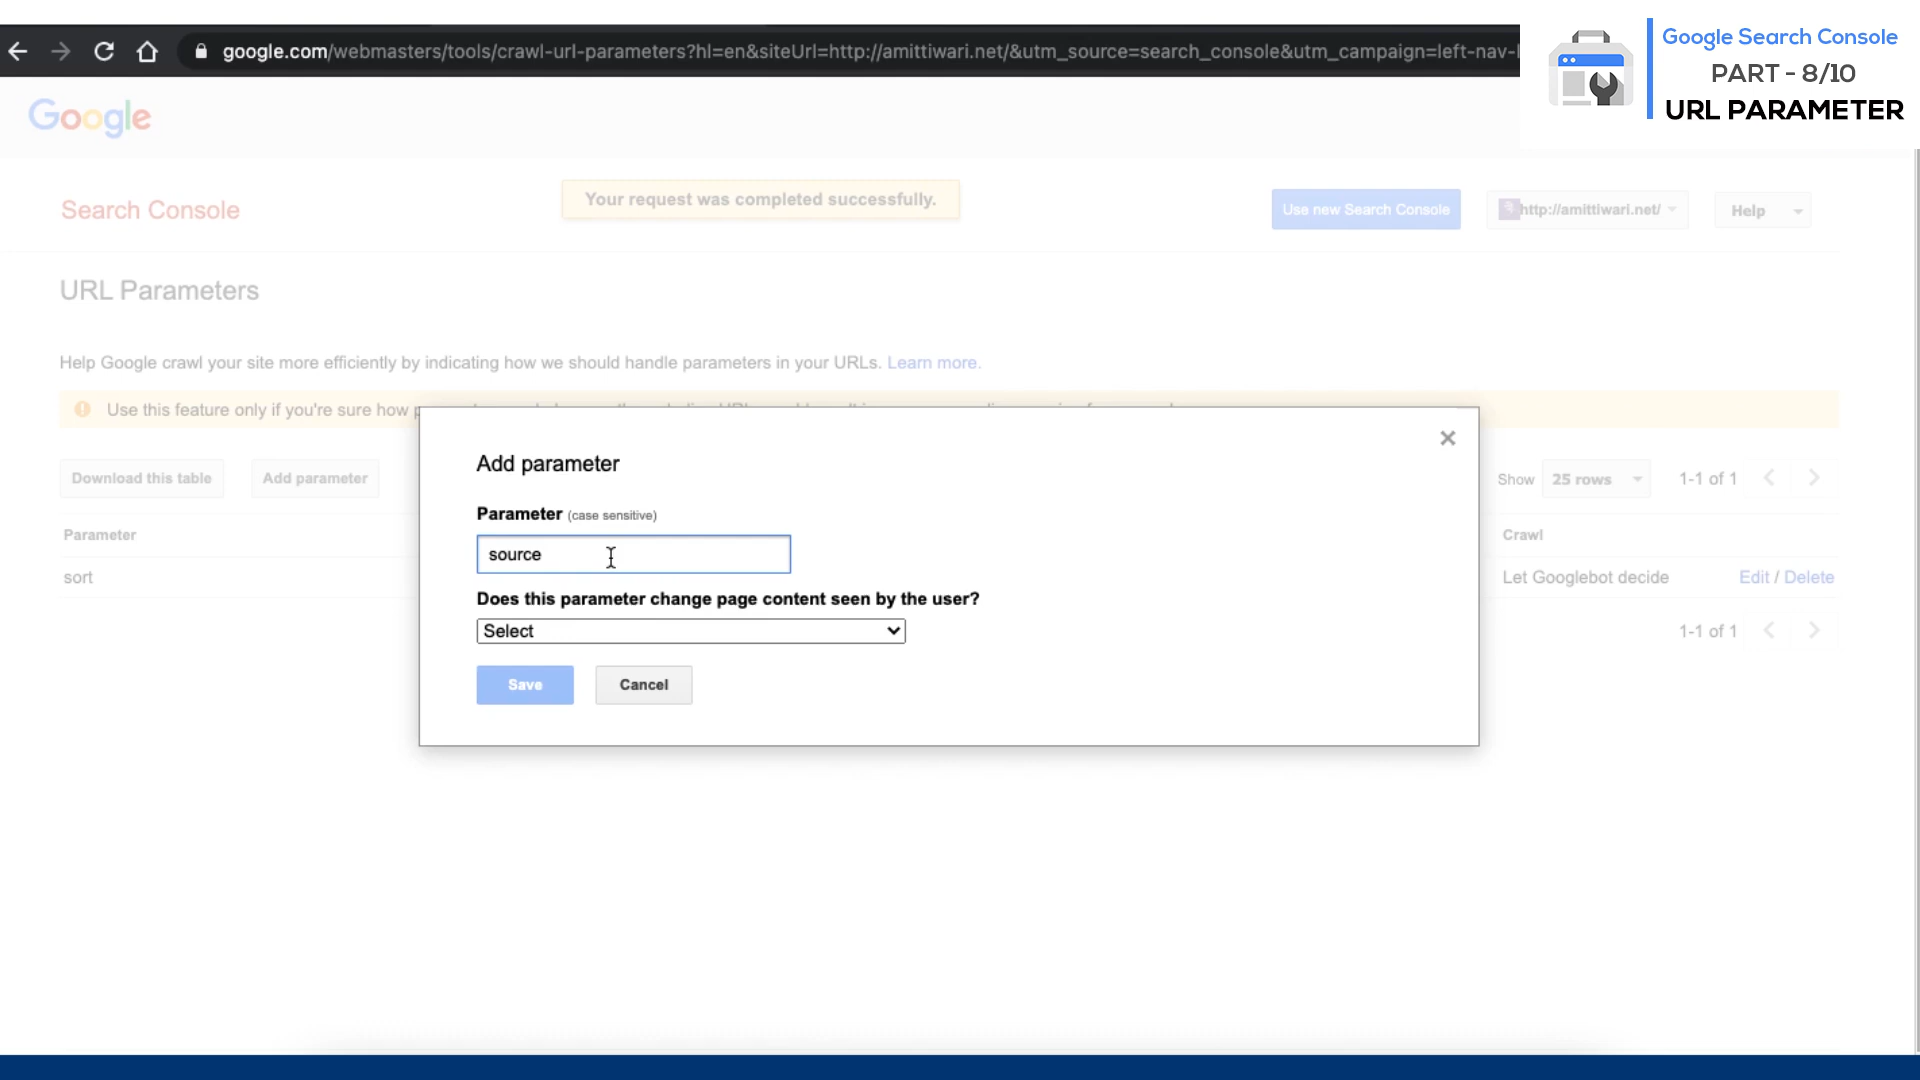 google.com/webmasters/tools/crawl-url-parameters?hl=en&siteUrl=http://amittiwari.net/&utm_source=search_console&utm_campaign=left-nav-
Google Search Console
PART - 8/10
URL PARAMETER
Google
Search Console
Your request was completed successfully.
Use new Search Console
http://amittiwari.net/
Help
URL Parameters
Help Google crawl your site more efficiently by indicating how we should handle parameters in your URLs. Learn more.
Use this feature only if you're sure how
Download this table
Add parameter
Show
25 rows
1-1 of 1
Parameter
Crawl
sort
Let Googlebot decide
Edit / Delete
1-1 of 1
Add parameter
Parameter (case sensitive)
source
Does this parameter change page content seen by the user?
Select
Save
Cancel